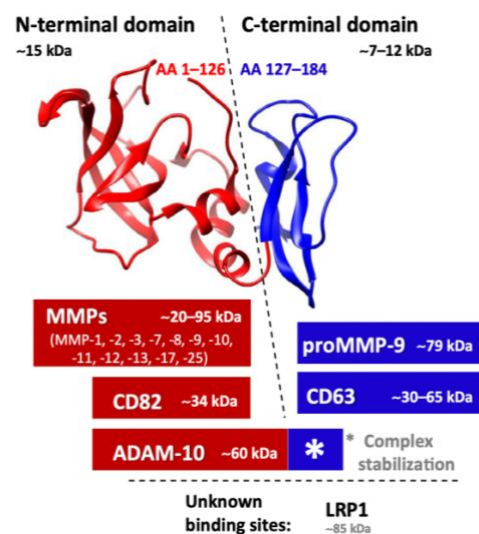 N-terminal domain
~15 kDa
C-terminal domain
~7–12 kDa
AA 1–126
AA 127–184
MMPs ~20–95 kDa
(MMP-1, -2, -3, -7, -8, -9, -10,
-11, -12, -13, -17, -25)
proMMP-9 ~79 kDa
CD82 ~34 kDa
CD63 ~30–65 kDa
ADAM-10 ~60 kDa
*
* Complex
stabilization
Unknown
binding sites:
LRP1
~85 kDa